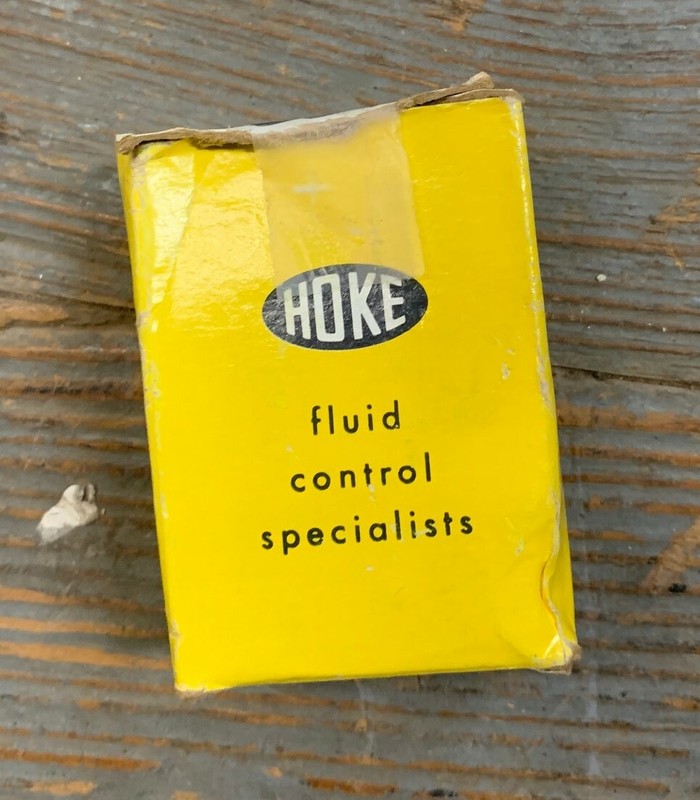 HOKE
fluid
control
specialists